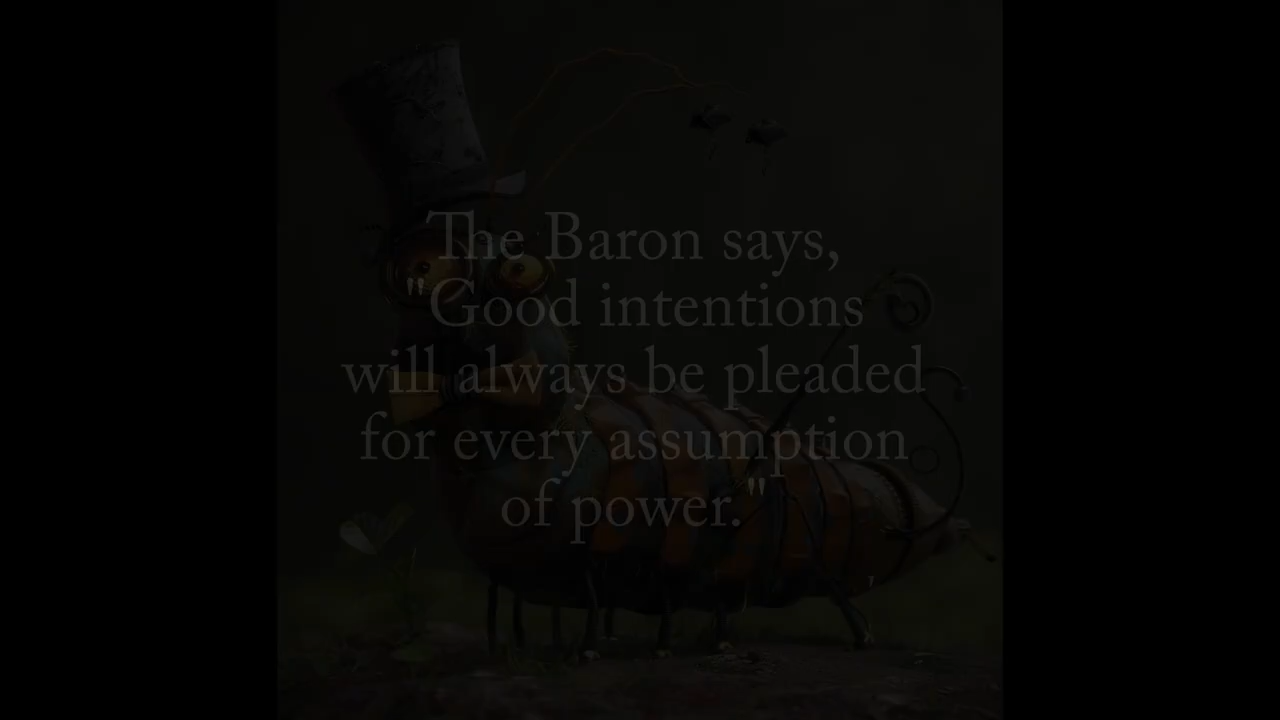 The Baron says,
"Good intentions
will always be pleaded
for every assumption
of power."